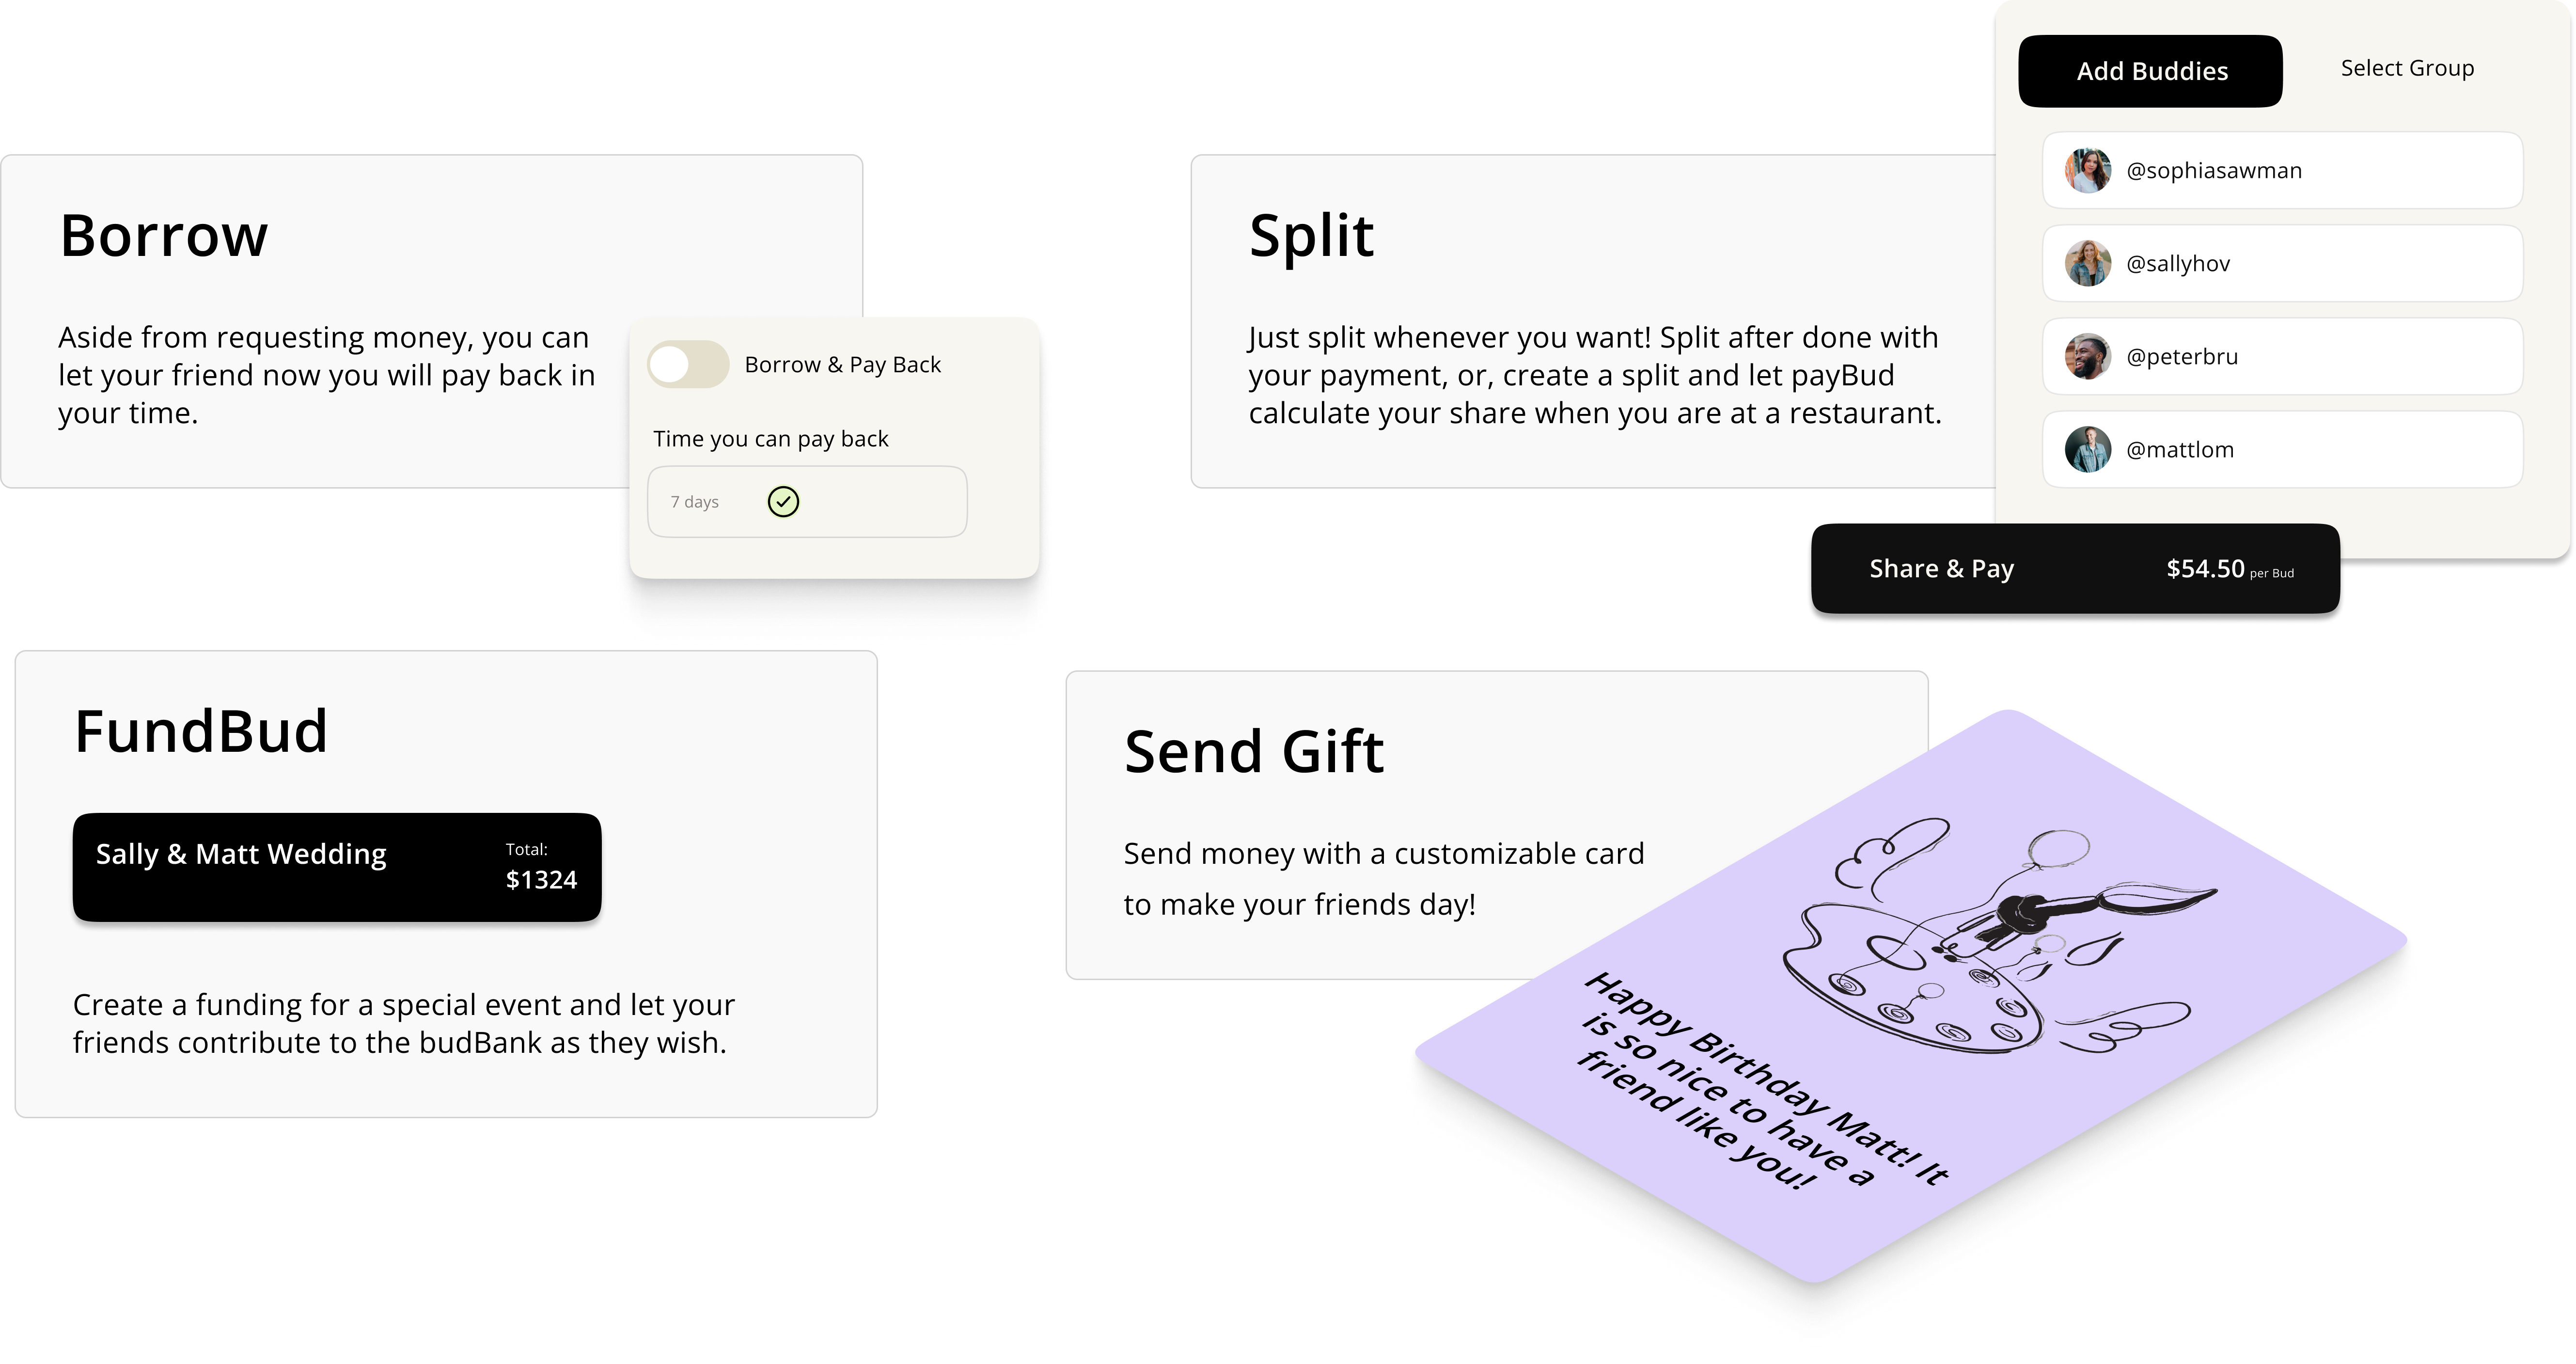 Borrow
Aside from requesting money, you can
let your friend now you will pay back in
your time.
Borrow & Pay Back
Time you can pay back
7 days
Split
Just split whenever you want! Split after done with
your payment, or, create a split and let payBud
calculate your share when you are at a restaurant.
Add Buddies
Select Group
@sophiasawman
@sallyhov
@peterbru
@mattlom
Share & Pay
$54.50 per Bud
FundBud
Sally & Matt Wedding
Total:
$1324
Create a funding for a special event and let your
friends contribute to the budBank as they wish.
Send Gift
Send money with a customizable card
to make your friends day!
Happy Birthday Matt! It
is so nice to have a
friend like you!